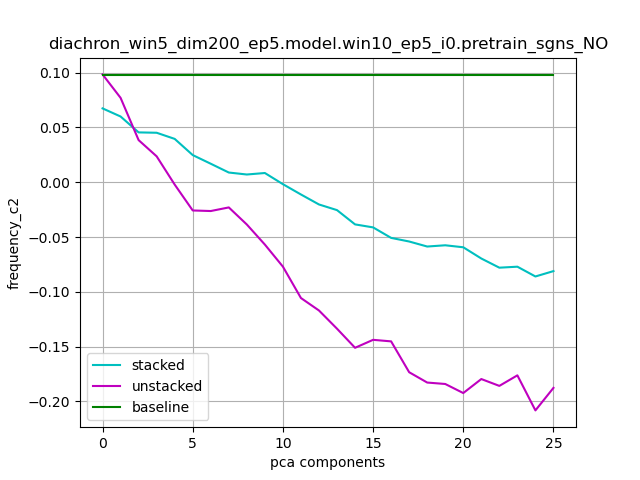 diachron_win5_dim200_ep5.model.win10_ep5_i0.pretrain_sgns_NO
0.10
0.05
0.00
−0.05
−0.10
−0.15
−0.20
frequency_c2
stacked
unstacked
baseline
0 5 10 15 20 25
pca components